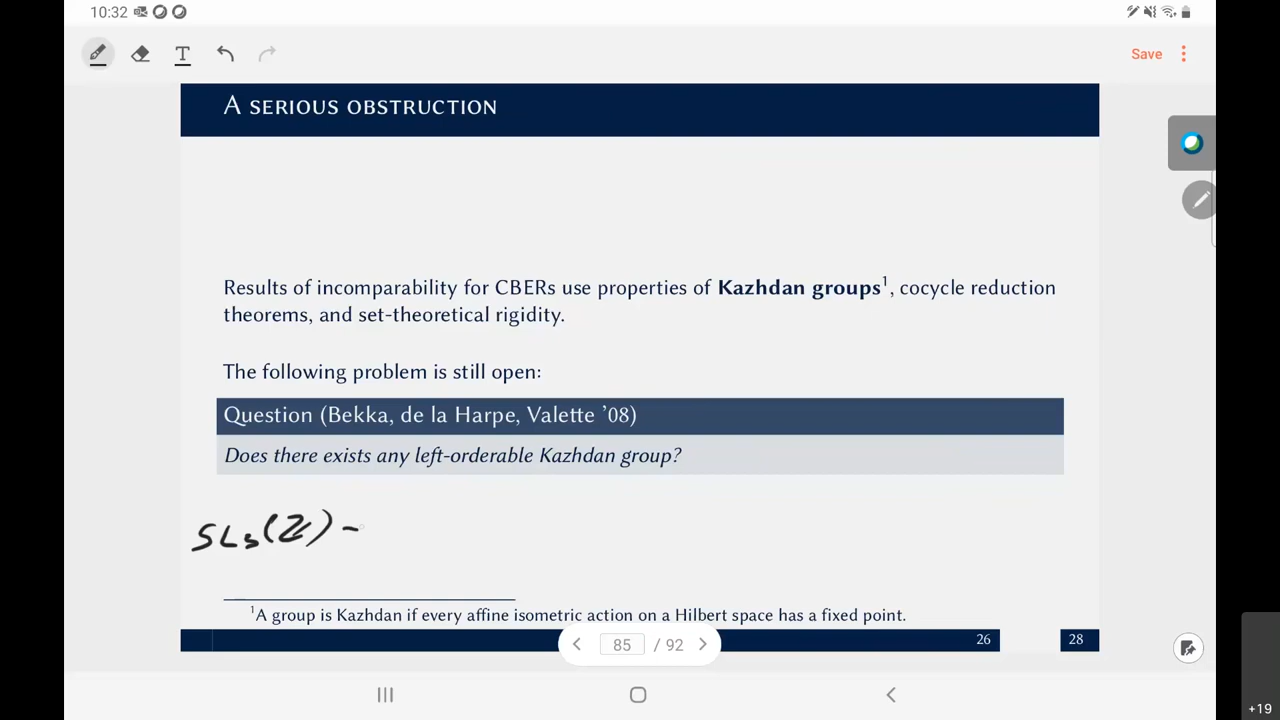 10:32
T
Save
A SERIOUS OBSTRUCTION
Results of incomparability for CBERs use properties of Kazhdan groups¹, cocycle reduction
theorems, and set-theoretical rigidity.
The following problem is still open:
Question (Bekka, de la Harpe, Valette ’08)
Does there exists any left-orderable Kazhdan group?
SL₃(ℤ) -
¹A group is Kazhdan if every affine isometric action on a Hilbert space has a fixed point.
26
28
85 / 92
+19